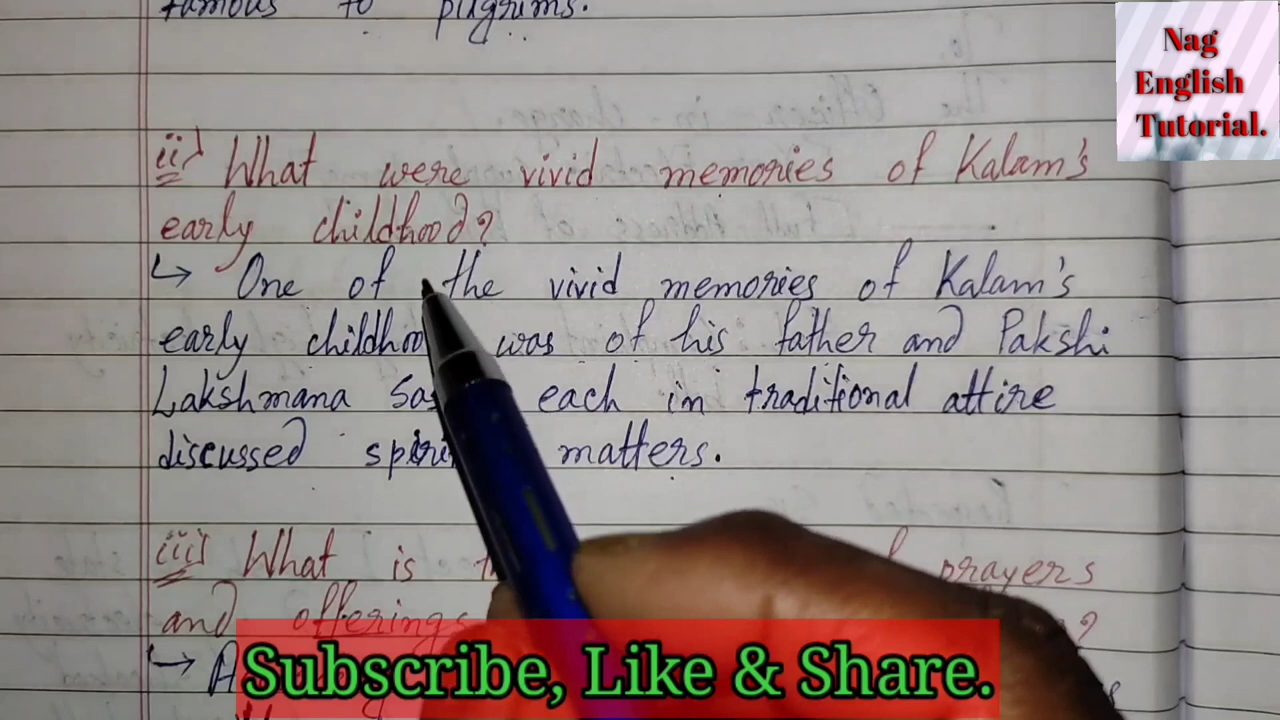 famous to pilgrims.
Nag
English
Tutorial.
ii) What were vivid memories of Kalam's
early childhood?
↳ One of the vivid memories of Kalam's
early childhood was of his father and Pakshi
Lakshmana each in traditional attire
discussed matters.
iii) What is prayers
and offerings ?
Subscribe, Like & Share.